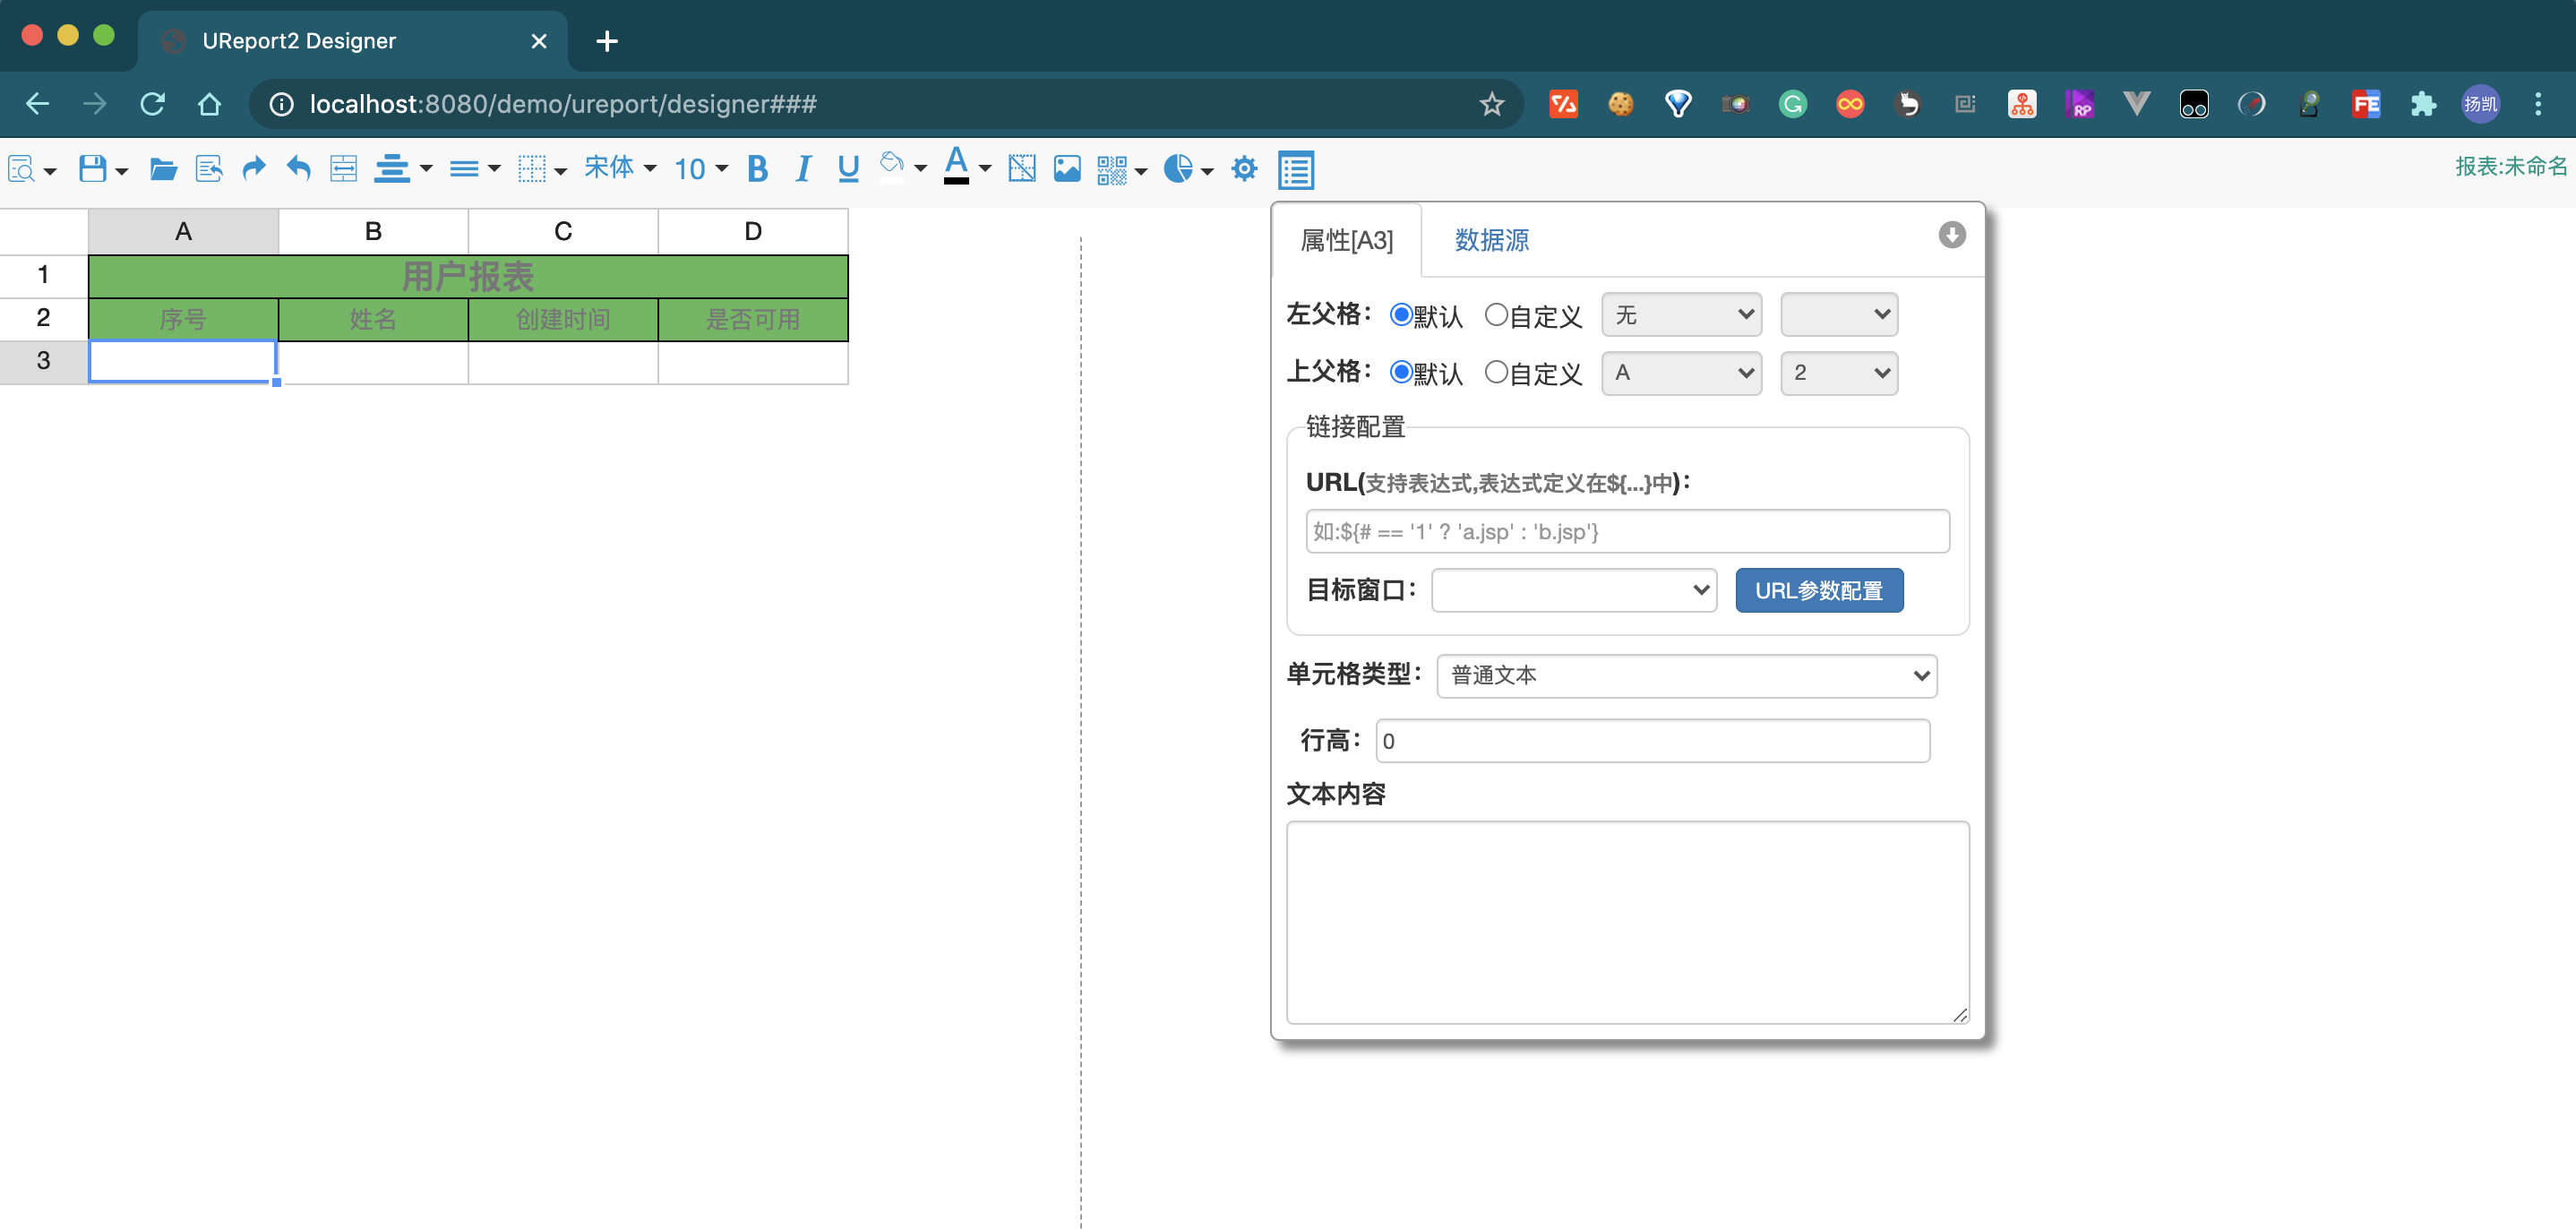 UReport2 Designer
localhost:8080/demo/ureport/designer###
RP
FE
扬凯
宋体 10 B I U A
报表:未命名
A B C D
1 用户报表
2 序号 姓名 创建时间 是否可用
3
属性[A3] 数据源
左父格： 默认 自定义 无
上父格： 默认 自定义 A 2
链接配置
URL(支持表达式,表达式定义在${...}中)：
如:${# == '1' ? 'a.jsp' : 'b.jsp'}
目标窗口： URL参数配置
单元格类型： 普通文本
行高： 0
文本内容